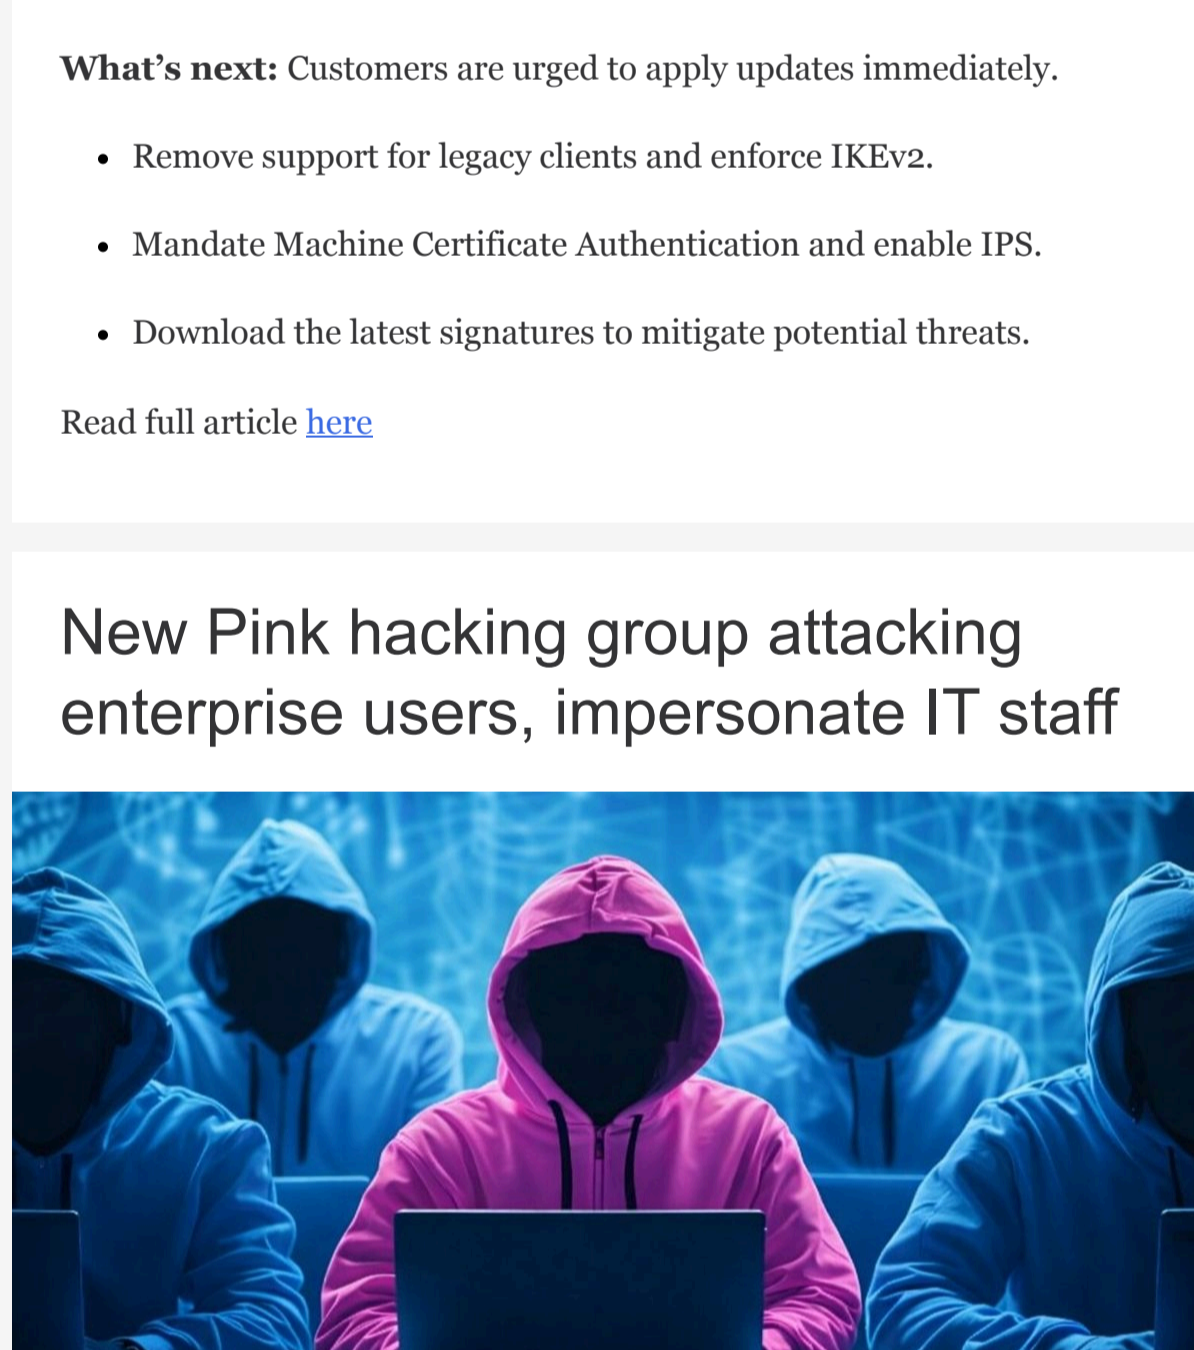 What’s next: Customers are urged to apply updates immediately.
Remove support for legacy clients and enforce IKEv2.
Mandate Machine Certificate Authentication and enable IPS.
Download the latest signatures to mitigate potential threats.
Read full article here
New Pink hacking group attacking
enterprise users, impersonate IT staff